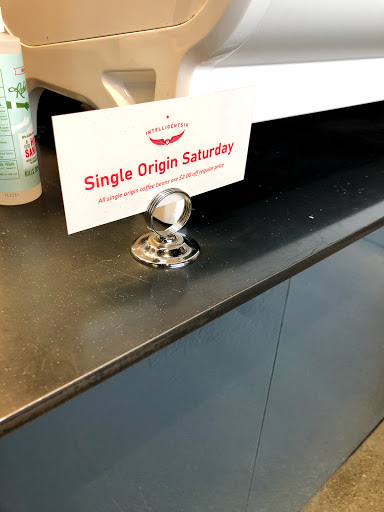 INTELLIGENTSIA
Single Origin Saturday
All single origin coffee beans are $2.00 off regular price